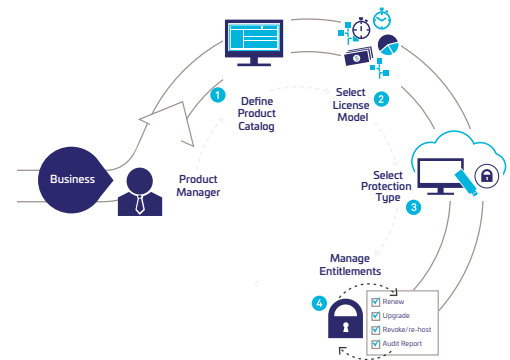 Business
Product
Manager
1
Define
Product
Catalog
Select
License
Model
2
$
Select
Protection
Type
3
Manage
Entitlements
4
Renew
Upgrade
Revoke/re-host
Audit Report